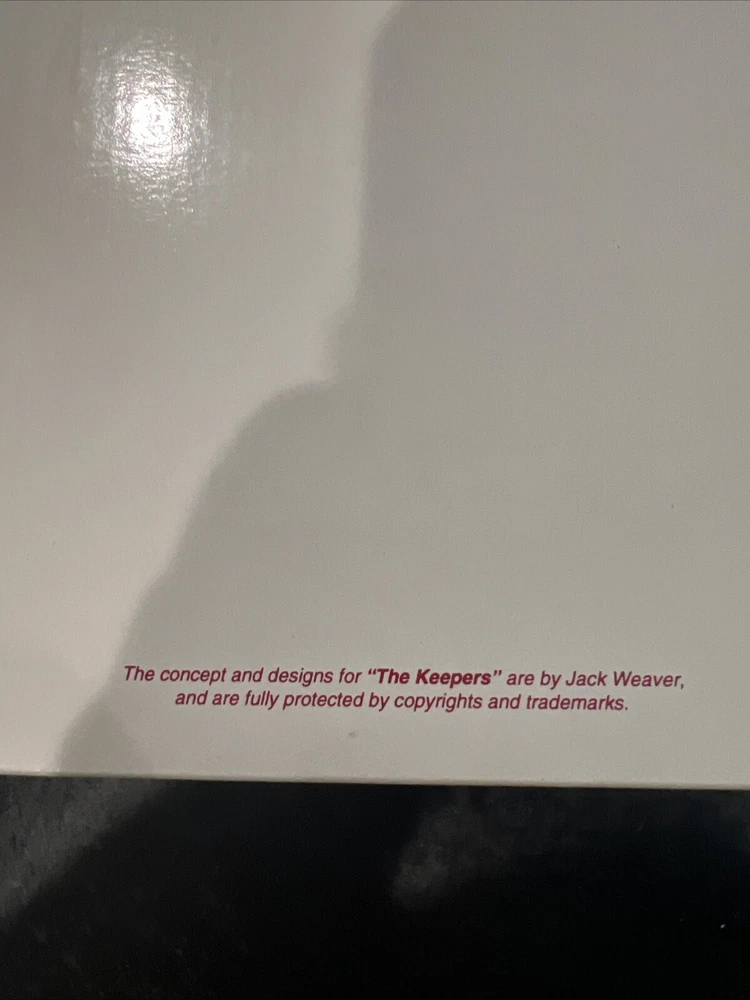 The concept and designs for “The Keepers” are by Jack Weaver,
and are fully protected by copyrights and trademarks.